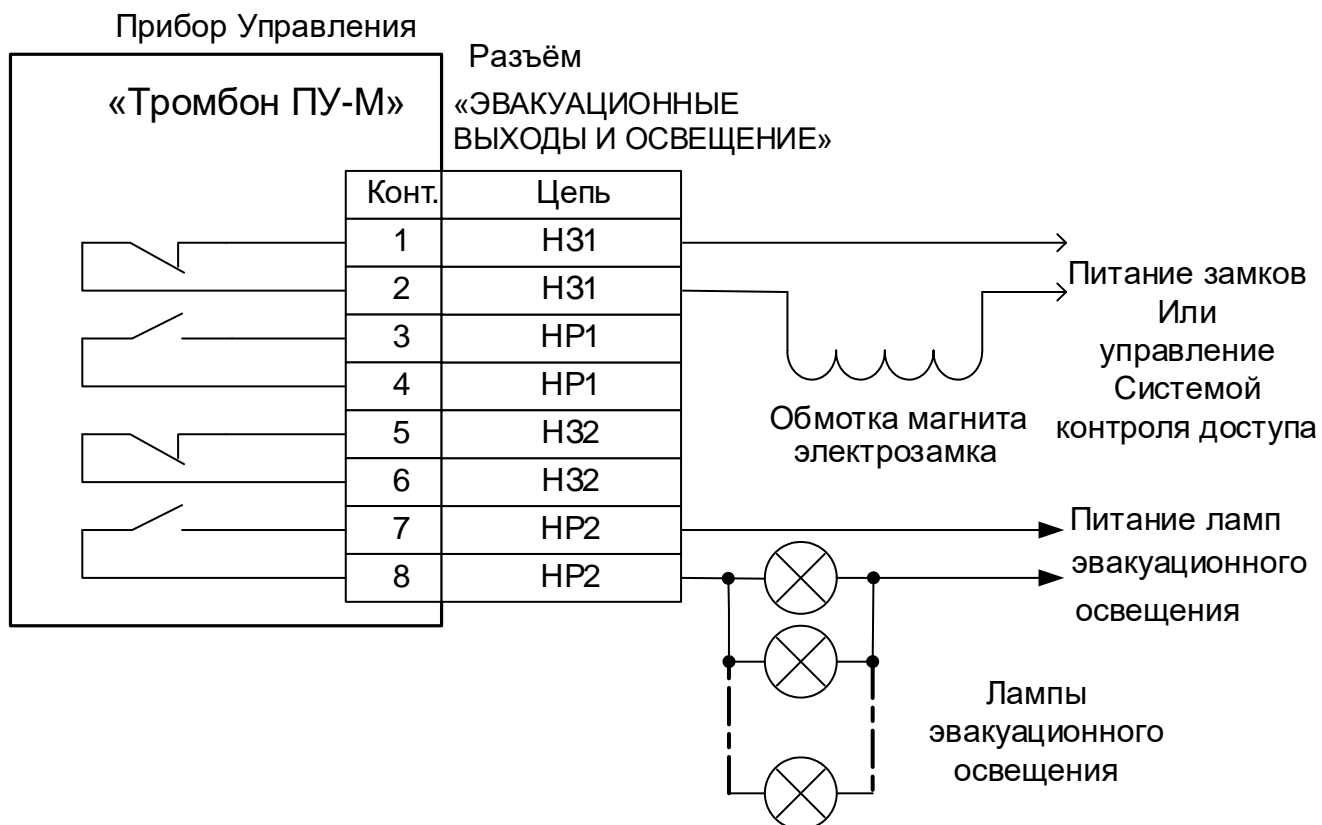 Прибор Управления
«Тромбон ПУ-М»
Разъём
«ЭВАКУАЦИОННЫЕ
ВЫХОДЫ И ОСВЕЩЕНИЕ»
Конт. Цепь
1 НЗ1
2 НЗ1
3 НР1
4 НР1
5 НЗ2
6 НЗ2
7 НР2
8 НР2
Питание замков
Или
управление
Системой
контроля доступа
Обмотка магнита
электрозамка
Питание ламп
эвакуационного
освещения
Лампы
эвакуационного
освещения